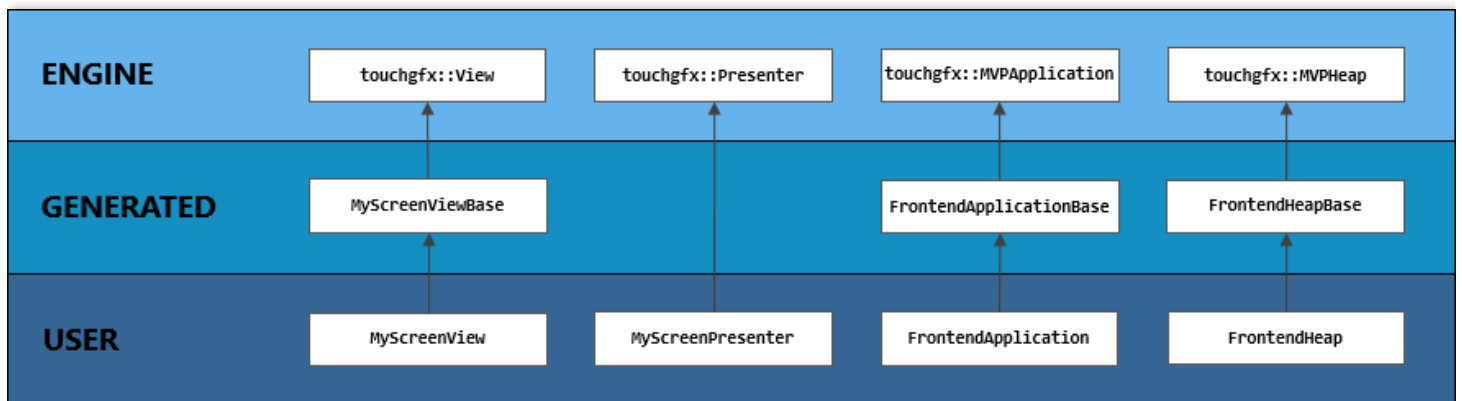 ENGINE
touchgfx::View
touchgfx::Presenter
touchgfx::MVPApplication
touchgfx::MVPHeap
GENERATED
MyScreenViewBase
FrontendApplicationBase
FrontendHeapBase
USER
MyScreenView
MyScreenPresenter
FrontendApplication
FrontendHeap